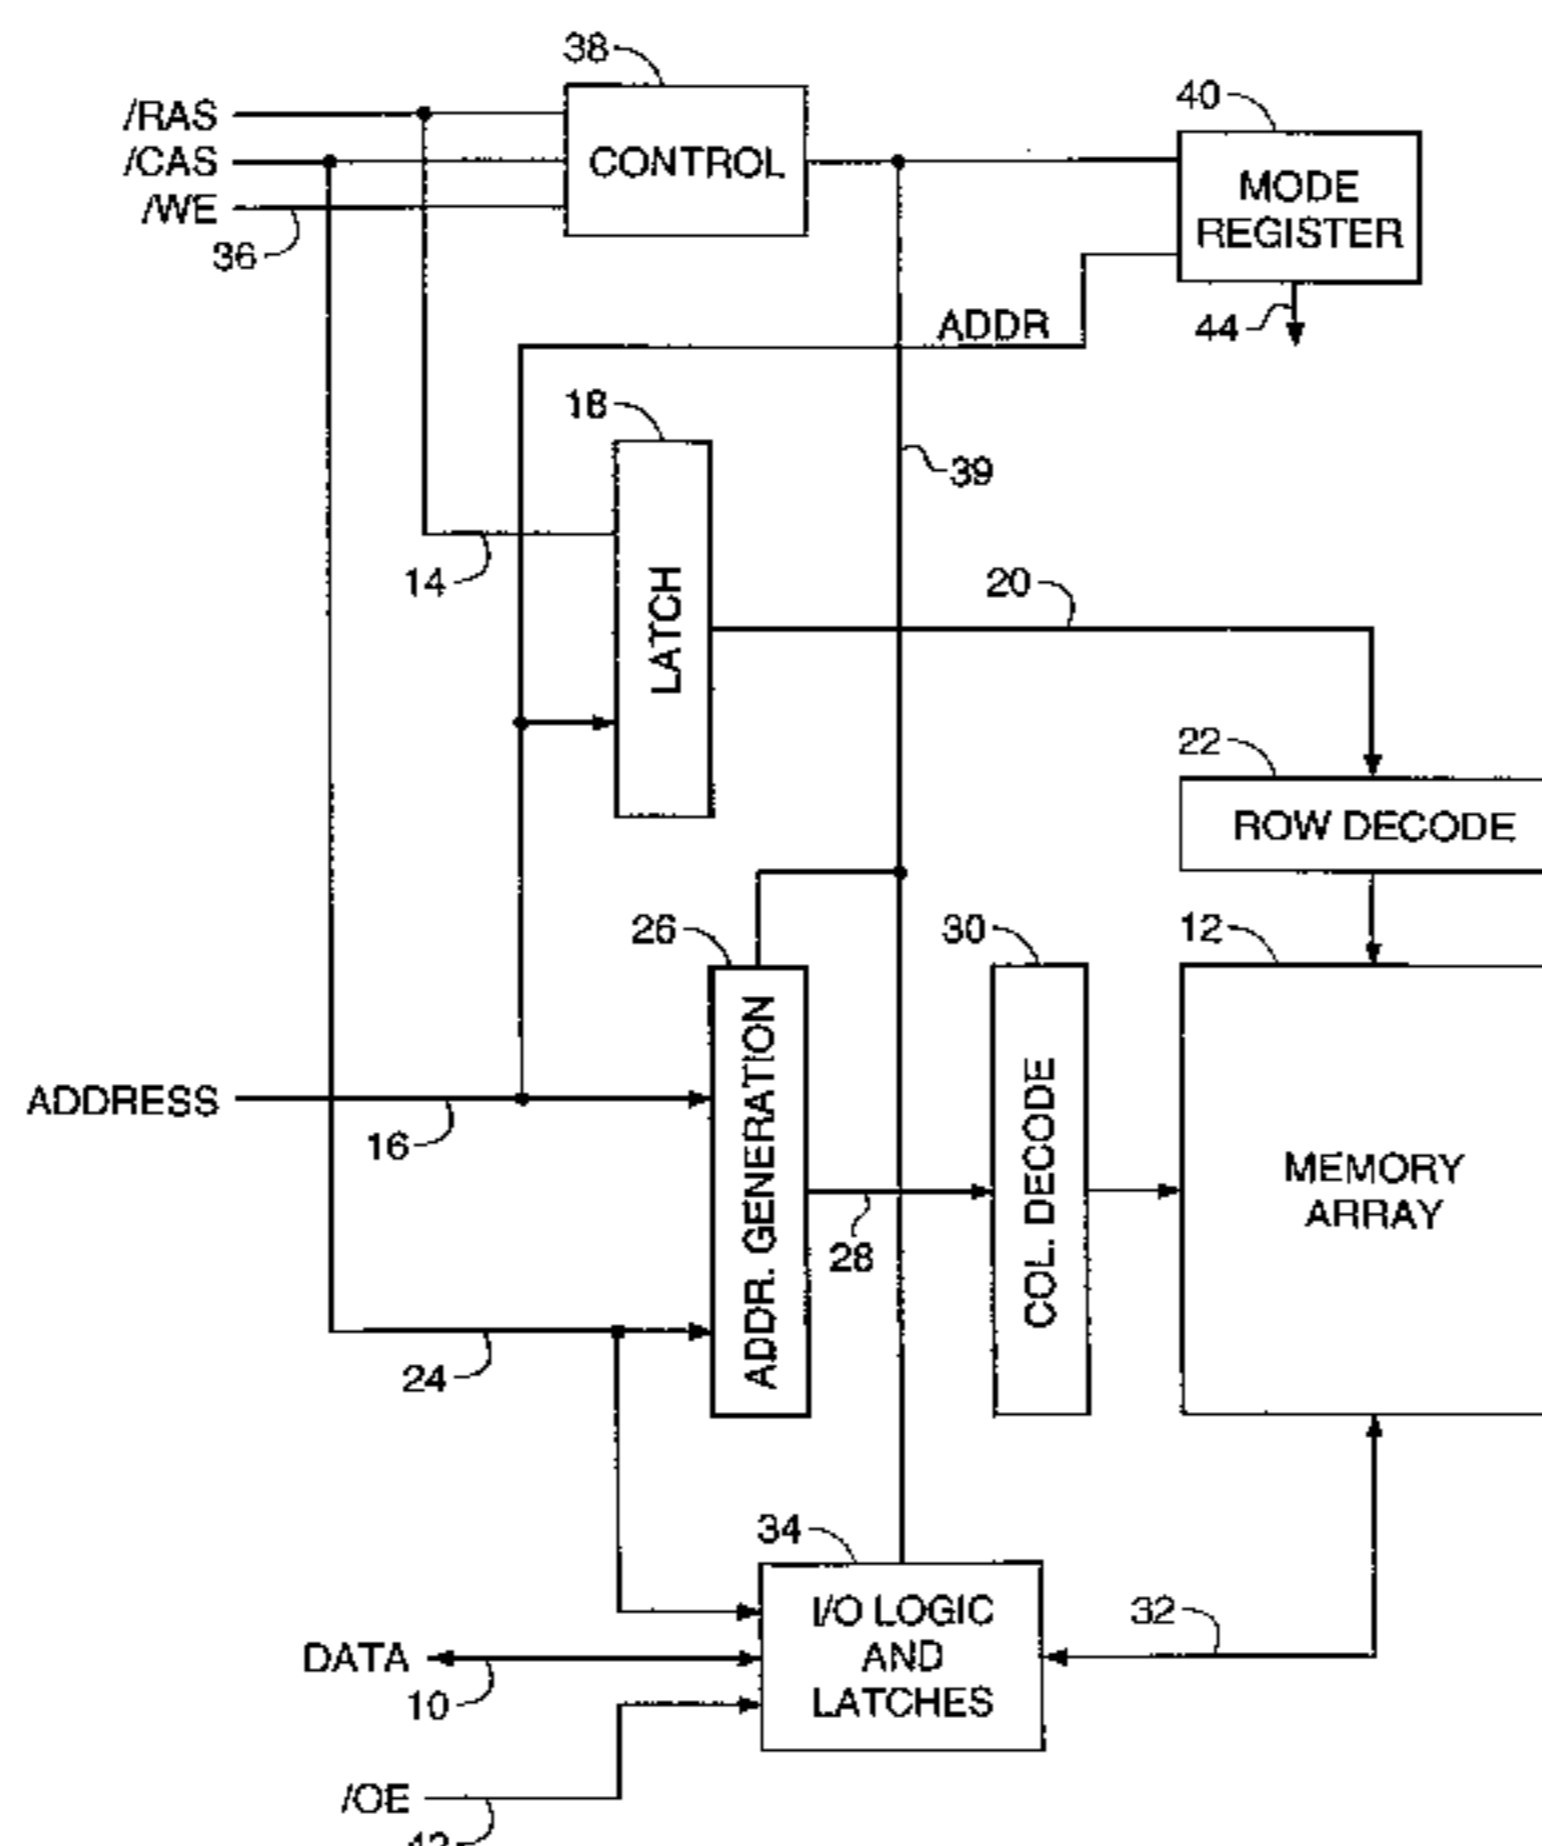 38
/RAS
/CAS
/WE
36
CONTROL
40
MODE
REGISTER
44
ADDR
18
39
14
LATCH
20
22
ROW DECODE
26
30
12
ADDR. GENERATION
COL. DECODE
ADDRESS
16
28
MEMORY
ARRAY
24
34
I/O LOGIC
AND
LATCHES
32
DATA
10
/OE